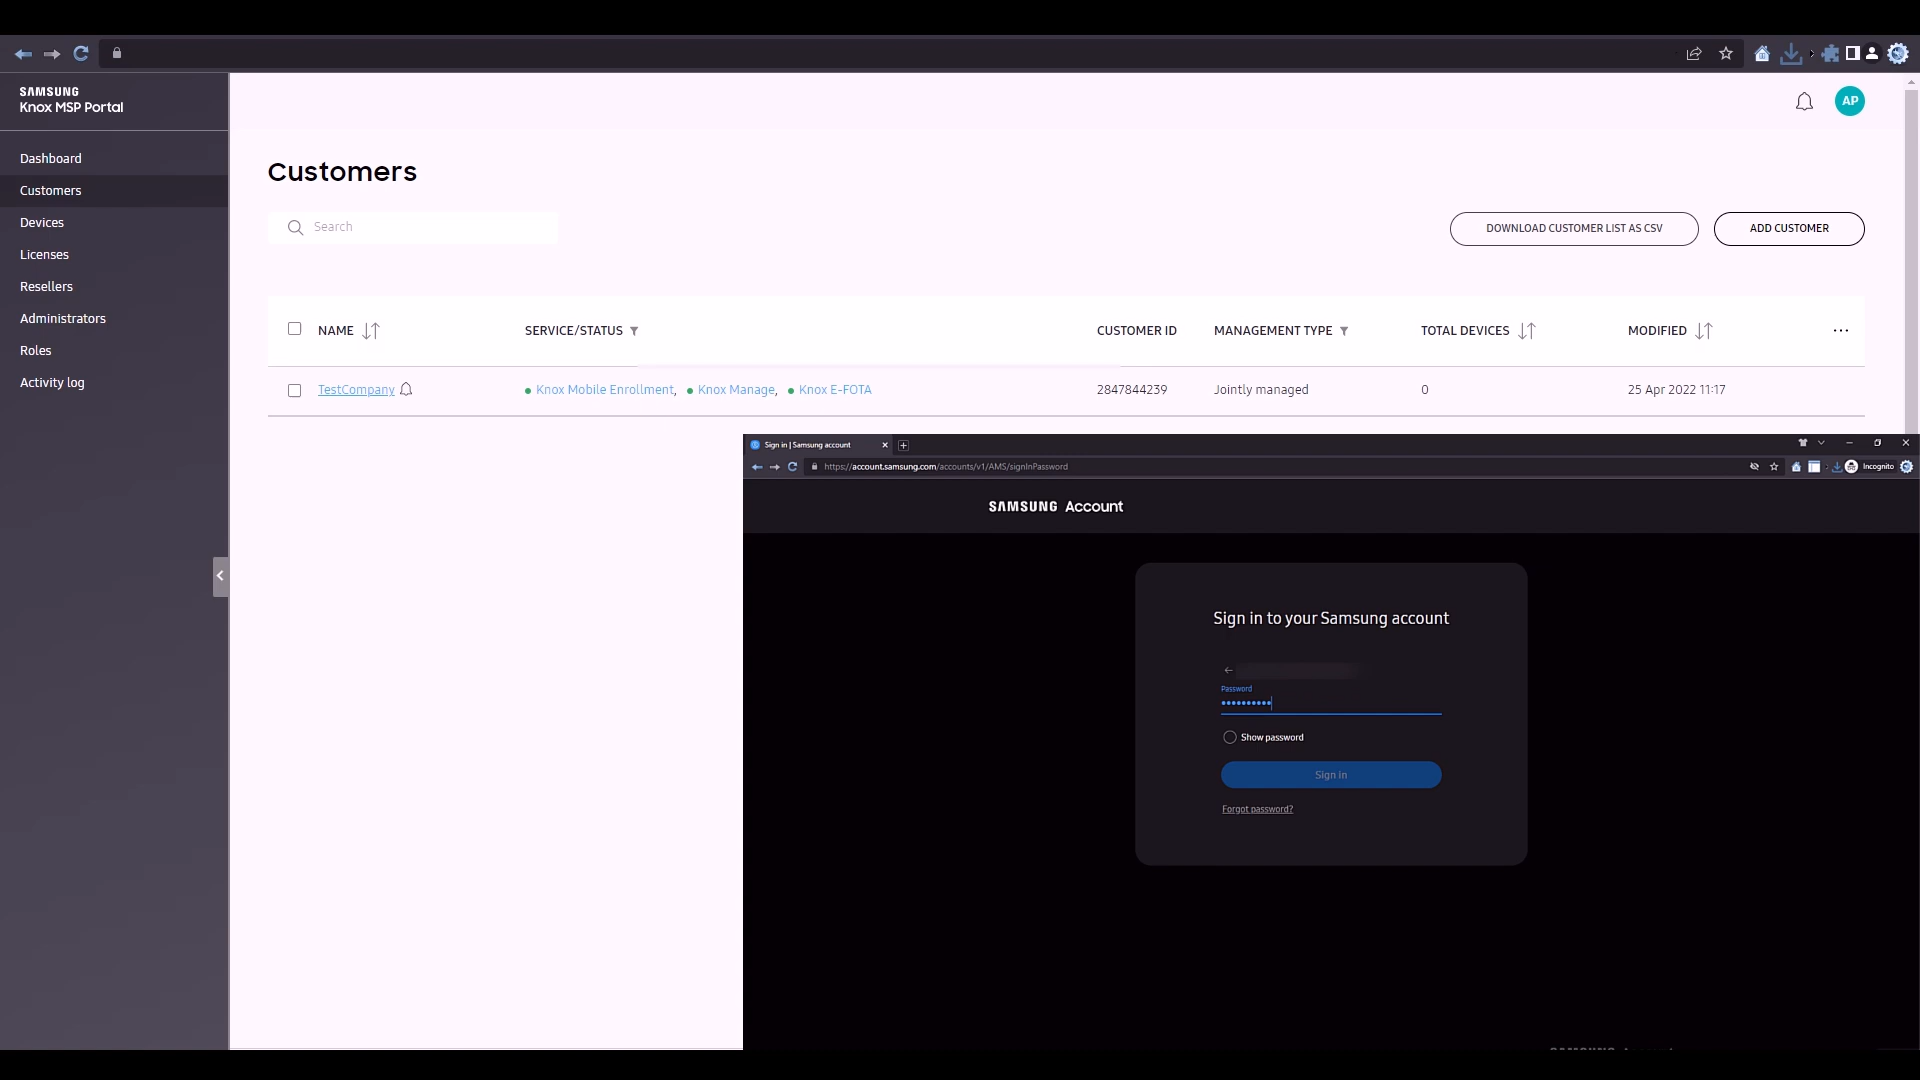 SAMSUNG
Knox MSP Portal
AP
Dashboard
Customers
Devices
Licenses
Resellers
Administrators
Roles
Activity log
Customers
Search
DOWNLOAD CUSTOMER LIST AS CSV
ADD CUSTOMER
NAME SERVICE/STATUS CUSTOMER ID MANAGEMENT TYPE TOTAL DEVICES MODIFIED ...
TestCompany Knox Mobile Enrollment, Knox Manage, Knox E-FOTA 2847844239 Jointly managed 0 25 Apr 2022 11:17
Sign in | Samsung account
https://account.samsung.com/accounts/v1/AMS/signInPassword
Incognito
SAMSUNG Account
Sign in to your Samsung account
Password
Show password
Sign in
Forgot password?